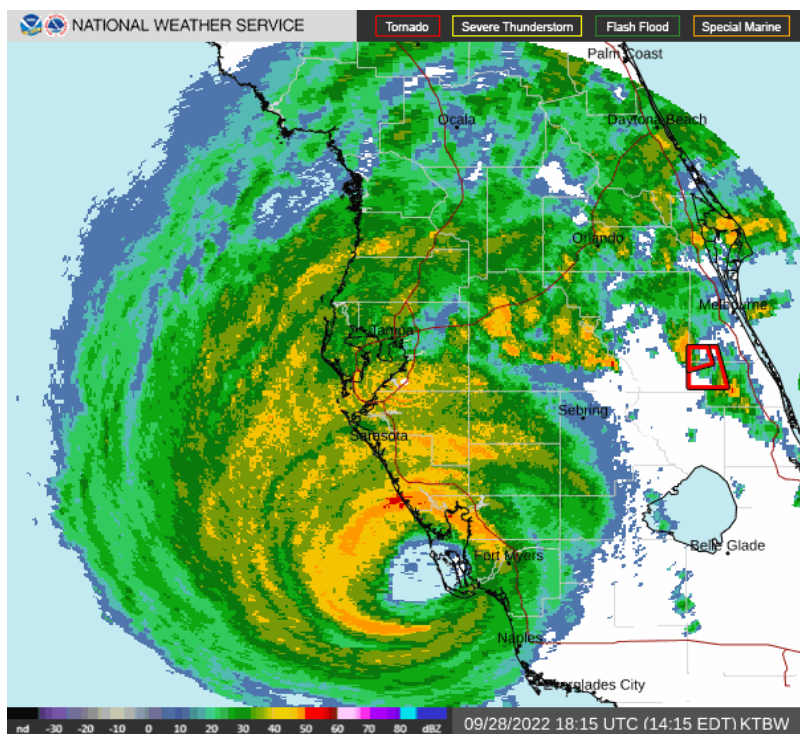 NATIONAL WEATHER SERVICE
Tornado
Severe Thunderstorm
Flash Flood
Special Marine
Palm Coast
Ocala
Daytona Beach
Orlando
Melbourne
Tampa
Sebring
Sarasota
Belle Glade
Fort Myers
Naples
Everglades City
nd -30 -20 -10 0 10 20 30 40 50 60 70 80 dBZ
09/28/2022 18:15 UTC (14:15 EDT) KTBW